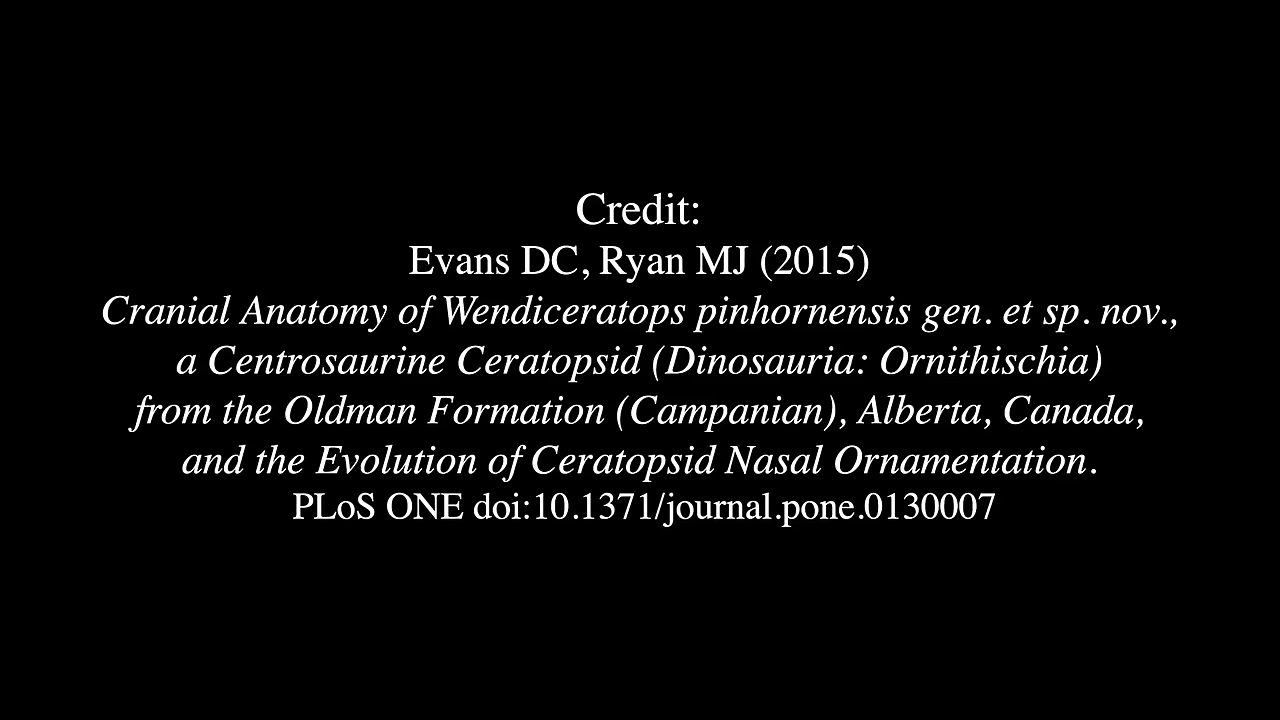 Credit:
Evans DC, Ryan MJ (2015)
Cranial Anatomy of Wendiceratops pinhornensis gen. et sp. nov.,
a Centrosaurine Ceratopsid (Dinosauria: Ornithischia)
from the Oldman Formation (Campanian), Alberta, Canada,
and the Evolution of Ceratopsid Nasal Ornamentation.
PLoS ONE doi:10.1371/journal.pone.0130007